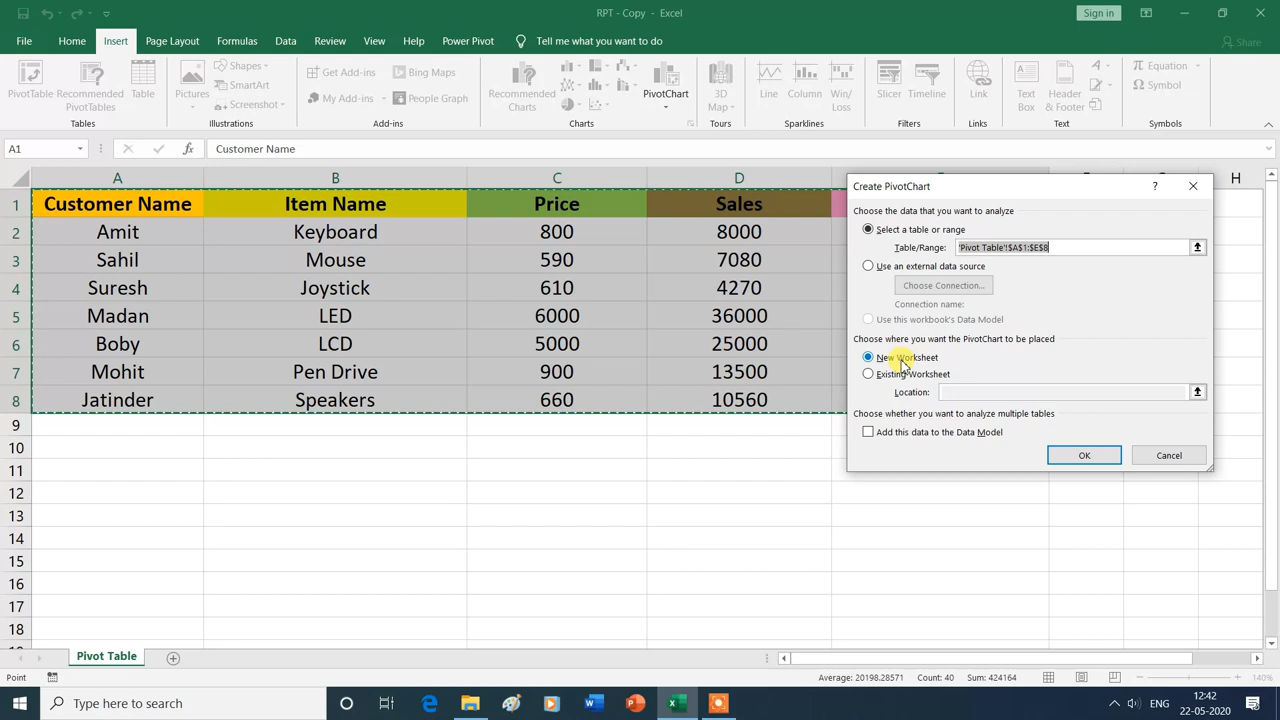 RPT - Copy - Excel
Sign in
File Home Insert Page Layout Formulas Data Review View Help Power Pivot Tell me what you want to do Share
PivotTable
Recommended PivotTables
Table
Tables
Pictures
Shapes
SmartArt
Screenshot
Illustrations
Get Add-ins
My Add-ins
Bing Maps
People Graph
Add-ins
Recommended Charts
PivotChart
Charts
3D Map
Tours
Line
Column
Win/Loss
Sparklines
Slicer
Timeline
Filters
Link
Links
Text Box
Header & Footer
Text
Equation
Symbol
Symbols
A1 fx Customer Name
A B C D H
1 Customer Name Item Name Price Sales
2 Amit Keyboard 800 8000
3 Sahil Mouse 590 7080
4 Suresh Joystick 610 4270
5 Madan LED 6000 36000
6 Boby LCD 5000 25000
7 Mohit Pen Drive 900 13500
8 Jatinder Speakers 660 10560
9
10
11
12
13
14
15
16
17
18
Create PivotChart ?
Choose the data that you want to analyze
Select a table or range
Table/Range: 'Pivot Table'!$A$1:$E$8
Use an external data source
Choose Connection...
Connection name:
Use this workbook's Data Model
Choose where you want the PivotChart to be placed
New Worksheet
Existing Worksheet
Location:
Choose whether you want to analyze multiple tables
Add this data to the Data Model
OK Cancel
Pivot Table
Point Average: 20198.28571 Count: 40 Sum: 424164 140%
Type here to search
12:42
22-05-2020